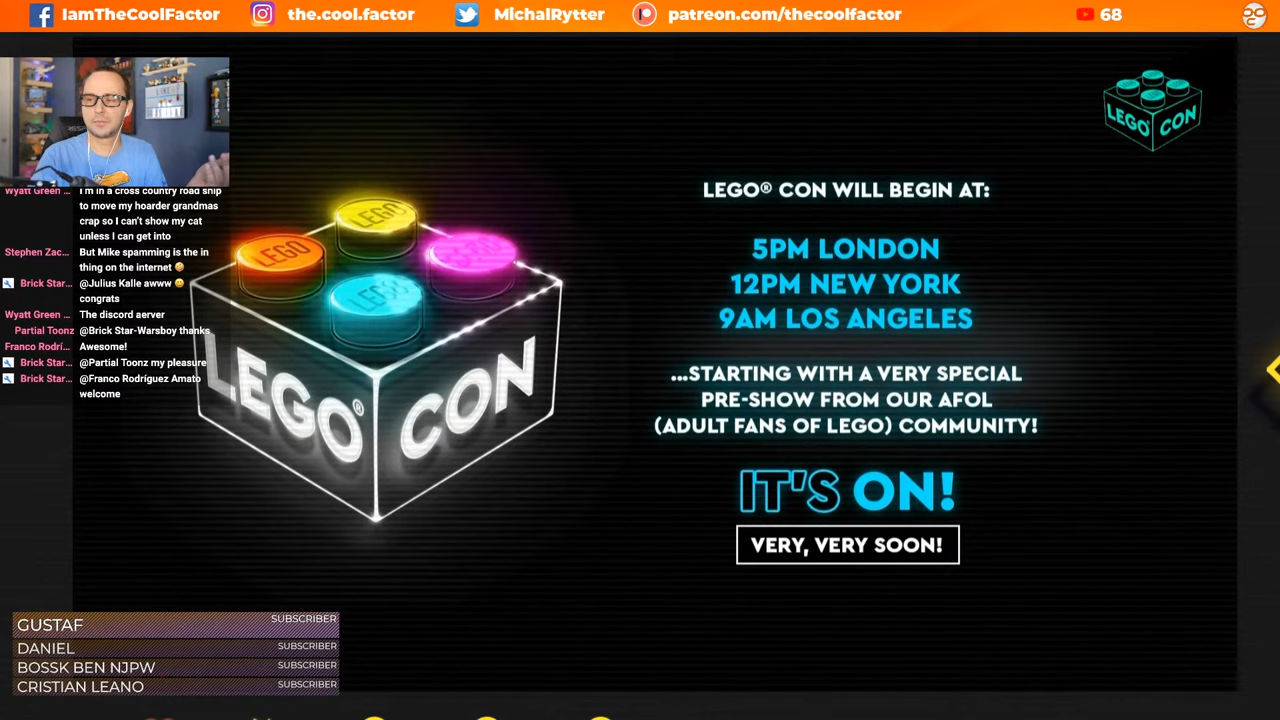 IamTheCoolFactor
the.cool.factor
MichalRytter
patreon.com/thecoolfactor
68
LEGO CON
LEGO® CON WILL BEGIN AT:
5PM LONDON
12PM NEW YORK
9AM LOS ANGELES
...STARTING WITH A VERY SPECIAL
PRE-SHOW FROM OUR AFOL
(ADULT FANS OF LEGO) COMMUNITY!
IT'S ON!
VERY, VERY SOON!
LEGO
LEGO
LEGO
LEGO
LEGO® CON
Wyatt Green ... I'm in a cross country road ship
to move my hoarder grandmas
crap so I can't show my cat
unless I can get into
Stephen Zac... But Mike spamming is the in
thing on the internet
Brick Star... @Julius Kalle awww
congrats
Wyatt Green ... The discord aerver
Partial Toonz @Brick Star-Warsboy thanks
Franco Rodrí... Awesome!
Brick Star... @Partial Toonz my pleasure
Brick Star... @Franco Rodríguez Amato
welcome
GUSTAF SUBSCRIBER
DANIEL SUBSCRIBER
BOSSK BEN NJPW SUBSCRIBER
CRISTIAN LEANO SUBSCRIBER